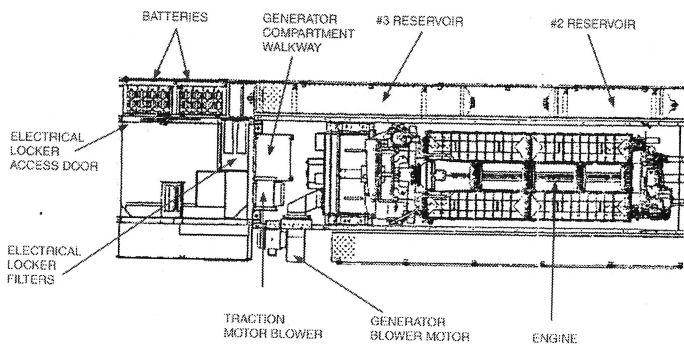 BATTERIES
GENERATOR
COMPARTMENT
WALKWAY
#3 RESERVOIR
#2 RESERVOIR
ELECTRICAL
LOCKER
ACCESS DOOR
ELECTRICAL
LOCKER
FILTERS
TRACTION
MOTOR BLOWER
GENERATOR
BLOWER MOTOR
ENGINE